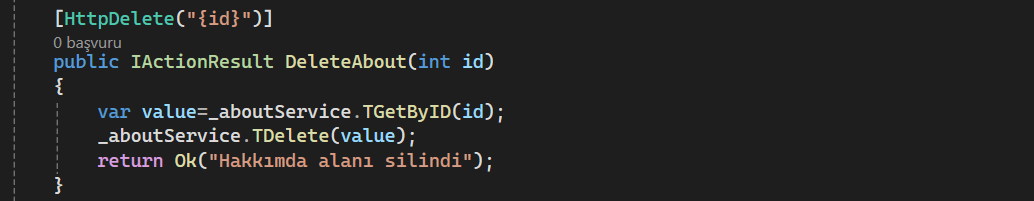 [HttpDelete("{id}")]
0 başvuru
public IActionResult DeleteAbout(int id)
{
var value=_aboutService.TGetByID(id);
_aboutService.TDelete(value);
return Ok("Hakkımda alanı silindi");
}